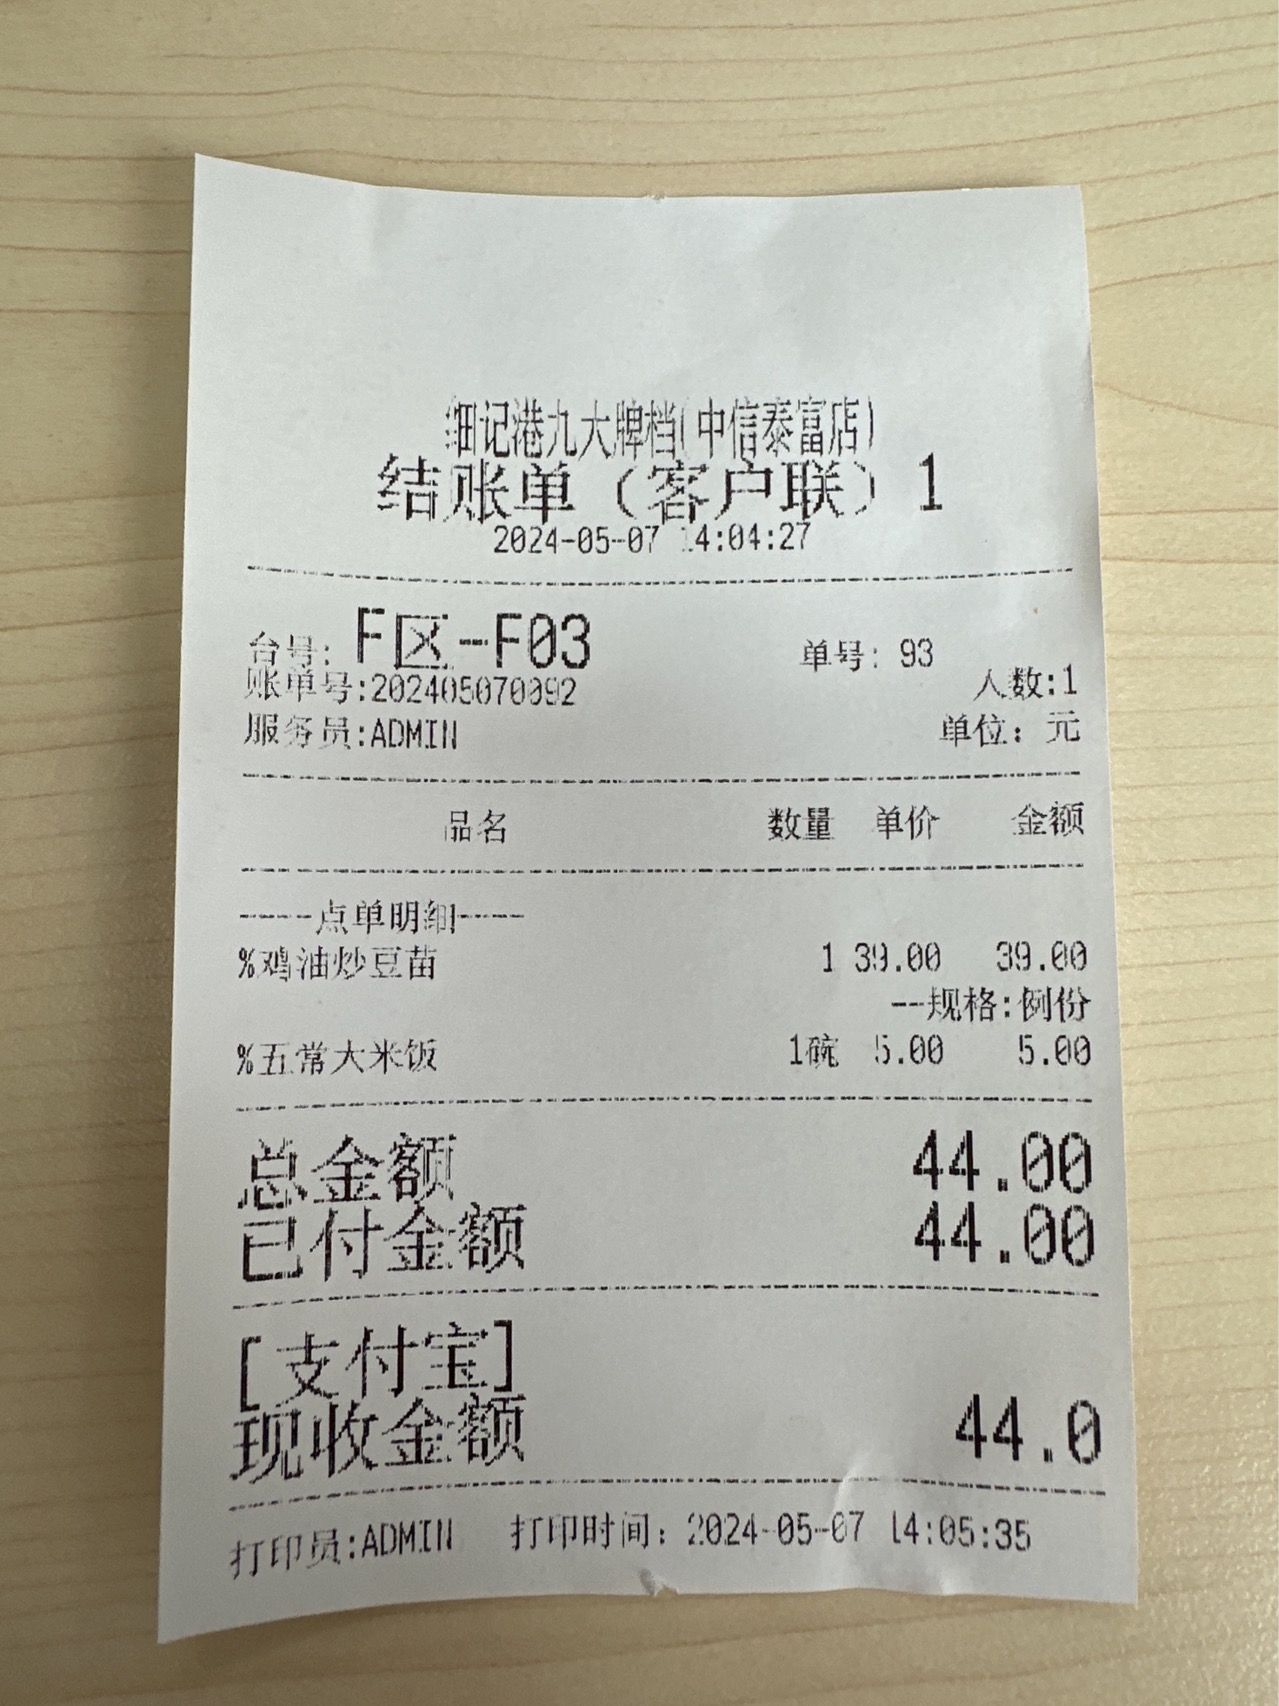 细记港九大牌档(中信泰富店)
结账单（客户联）1
2024-05-07 14:04:27
台号: F区-F03 单号: 93
账单号:202405070092 人数:1
服务员:ADMIN 单位: 元
品名 数量 单价 金额
-----点单明细-----
%鸡油炒豆苗 1 39.00 39.00
--规格:例份
%五常大米饭 1碗 5.00 5.00
总金额 44.00
已付金额 44.00
[支付宝]
现收金额 44.0
打印员:ADMIN 打印时间: 2024-05-07 14:05:35